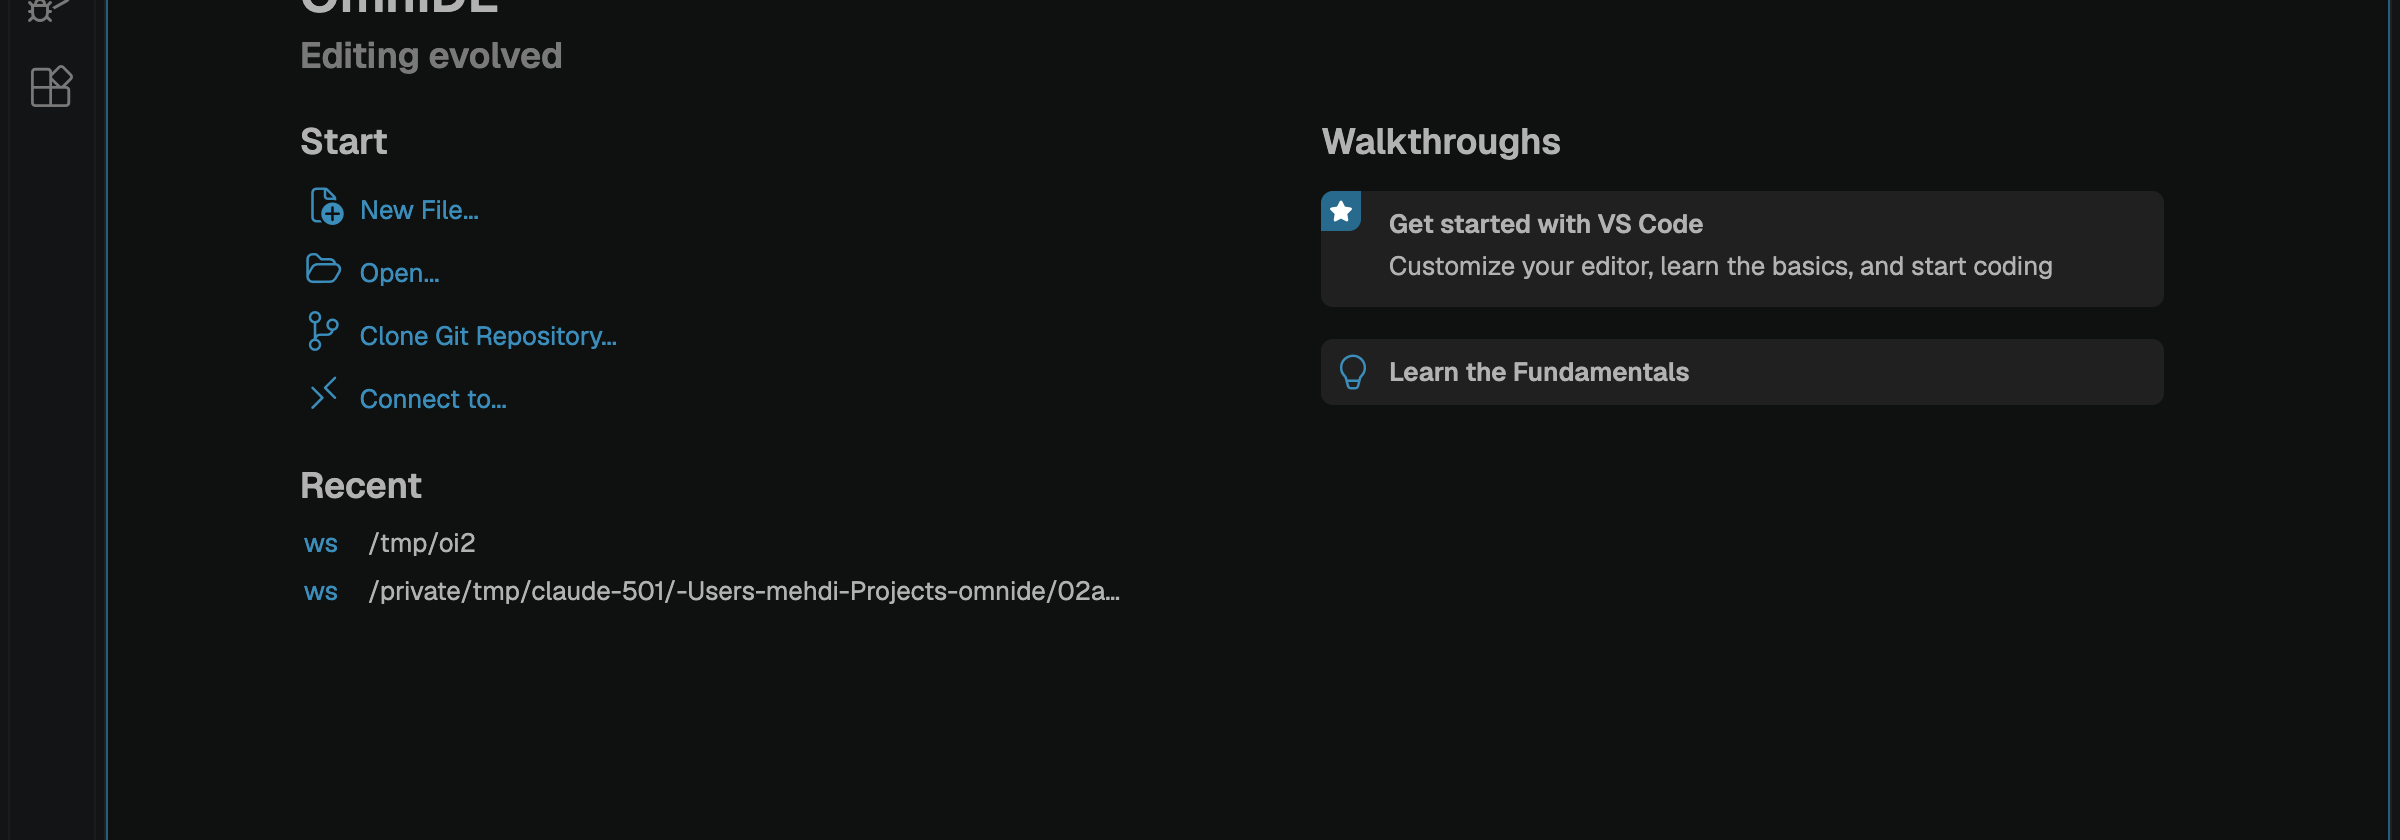 OmniDE
Editing evolved
Start
New File...
Open...
Clone Git Repository...
Connect to...
Recent
ws /tmp/oi2
ws /private/tmp/claude-501/-Users-mehdi-Projects-omnide/02a...
Walkthroughs
Get started with VS Code
Customize your editor, learn the basics, and start coding
Learn the Fundamentals